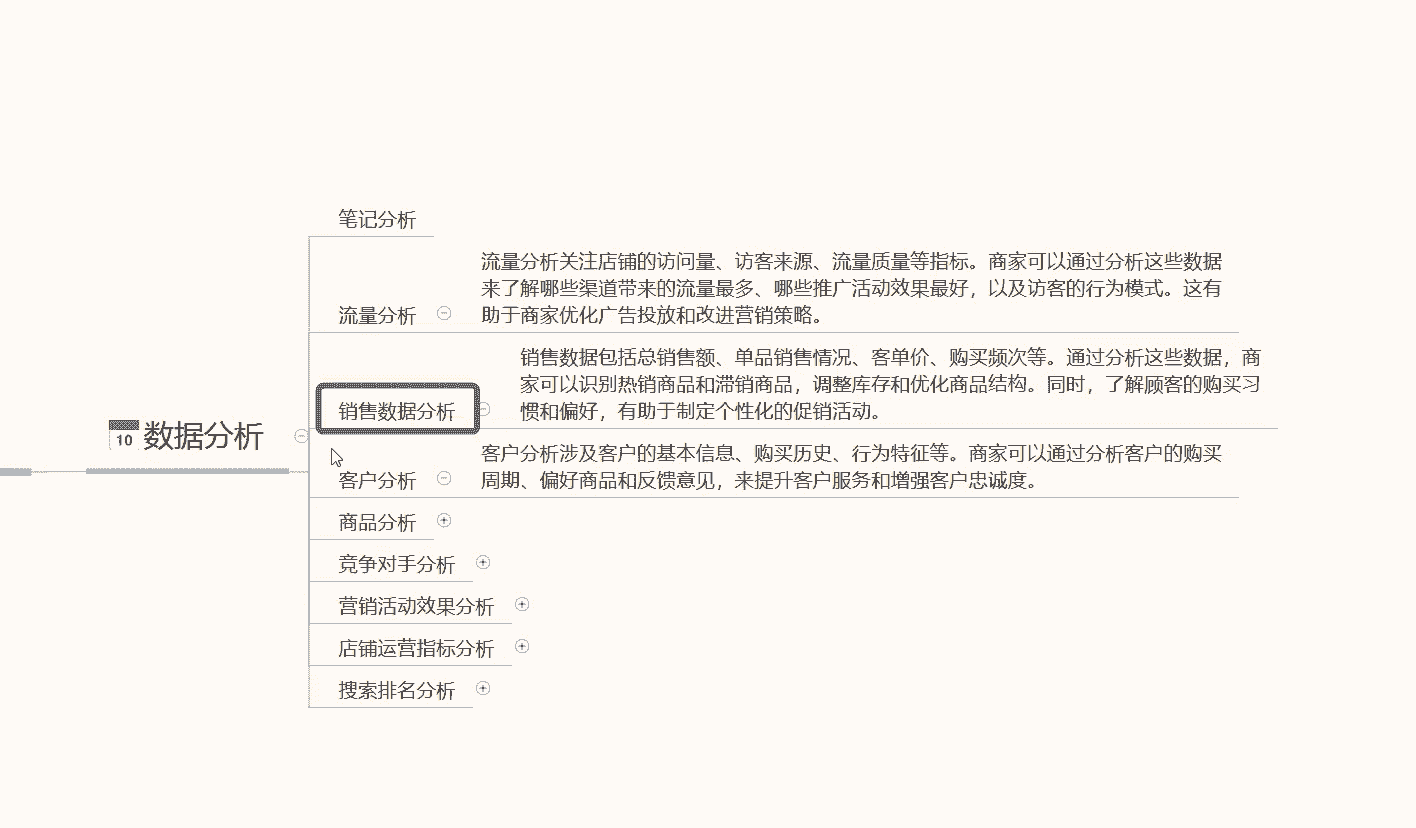 笔记分析
流量分析关注店铺的访问量、访客来源、流量质量等指标。商家可以通过分析这些数据
来了解哪些渠道带来的流量最多、哪些推广活动效果最好，以及访客的行为模式。这有
助于商家优化广告投放和改进营销策略。
流量分析
销售数据包括总销售额、单品销售情况、客单价、购买频次等。通过分析这些数据，商
家可以识别热销商品和滞销商品，调整库存和优化商品结构。同时，了解顾客的购买习
惯和偏好，有助于制定个性化的促销活动。
销售数据分析
10 数据分析
客户分析涉及客户的基本信息、购买历史、行为特征等。商家可以通过分析客户的购买
周期、偏好商品和反馈意见，来提升客户服务和增强客户忠诚度。
客户分析
商品分析
竞争对手分析
营销活动效果分析
店铺运营指标分析
搜索排名分析